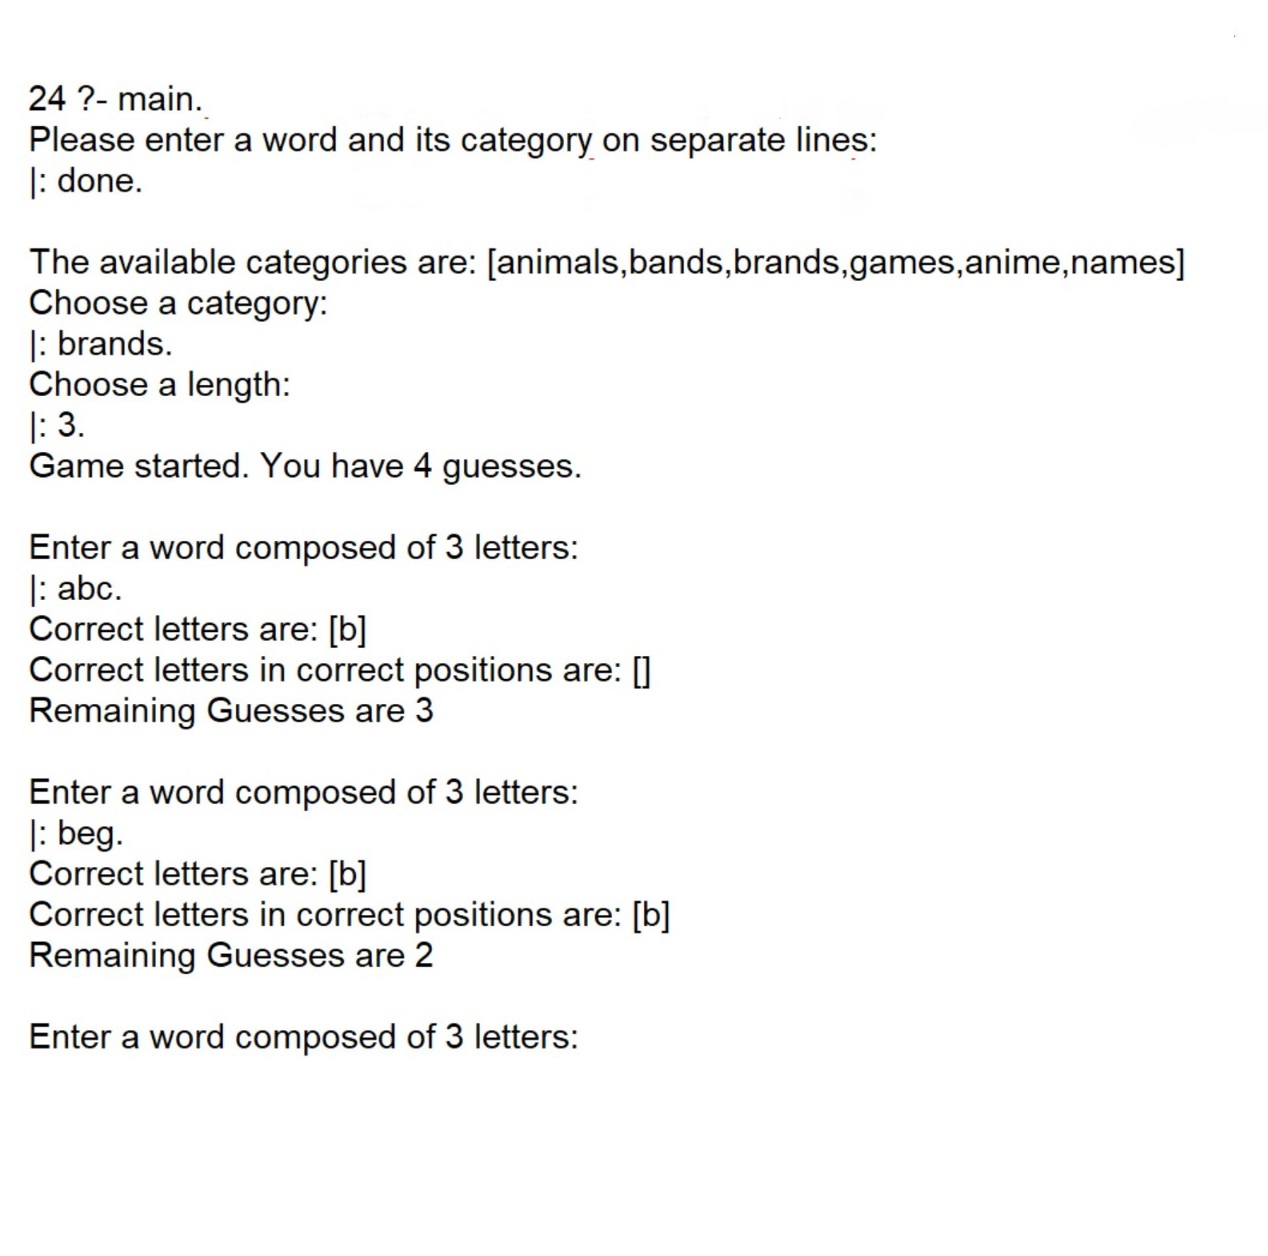 24 ?- main.
Please enter a word and its category on separate lines:
|: done.
The available categories are: [animals,bands,brands,games,anime,names]
Choose a category:
|: brands.
Choose a length:
|: 3.
Game started. You have 4 guesses.
Enter a word composed of 3 letters:
|: abc.
Correct letters are: [b]
Correct letters in correct positions are: []
Remaining Guesses are 3
Enter a word composed of 3 letters:
|: beg.
Correct letters are: [b]
Correct letters in correct positions are: [b]
Remaining Guesses are 2
Enter a word composed of 3 letters: